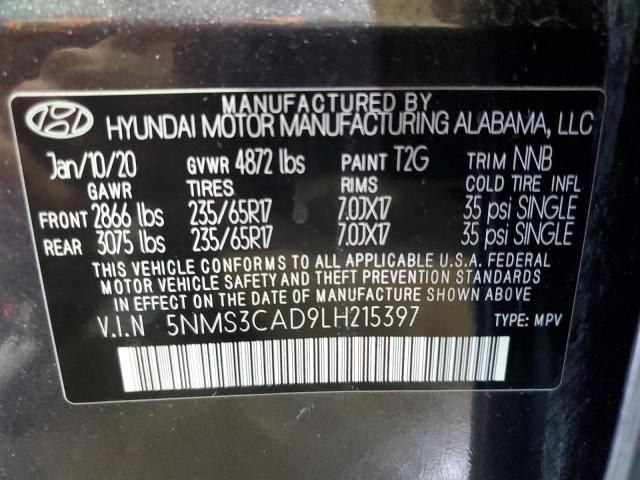 MANUFACTURED BY
HYUNDAI MOTOR MANUFACTURING ALABAMA, LLC
Jan/10/20 GVWR 4872 lbs PAINT T2G TRIM NNB
GAWR TIRES RIMS COLD TIRE INFL
FRONT 2866 lbs 235/65R17 7.0JX17 35 psi SINGLE
REAR 3075 lbs 235/65R17 7.0JX17 35 psi SINGLE
THIS VEHICLE CONFORMS TO ALL APPLICABLE U.S.A. FEDERAL
MOTOR VEHICLE SAFETY AND THEFT PREVENTION STANDARDS
IN EFFECT ON THE DATE OF MANUFACTURE SHOWN ABOVE
V.I.N 5NMS3CAD9LH215397 TYPE: MPV